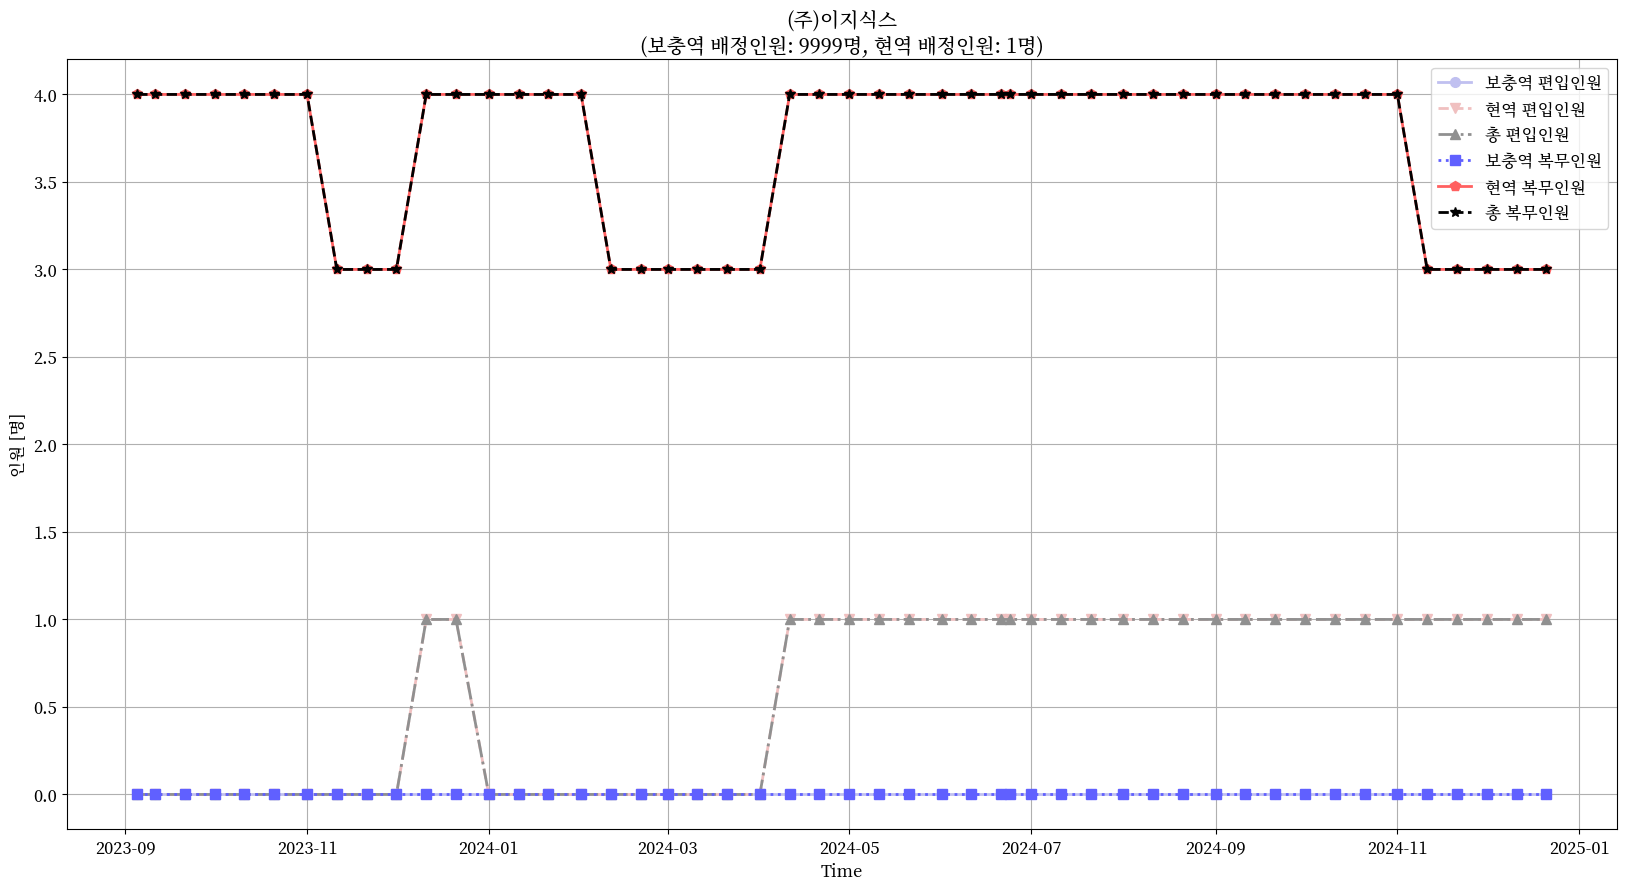 (주)이지식스
(보충역 배정인원: 9999명, 현역 배정인원: 1명)
보충역 편입인원
현역 편입인원
총 편입인원
보충역 복무인원
현역 복무인원
총 복무인원
4.0
3.5
3.0
2.5
2.0
1.5
1.0
0.5
0.0
인원 [명]
2023-09 2023-11 2024-01 2024-03 2024-05 2024-07 2024-09 2024-11 2025-01
Time